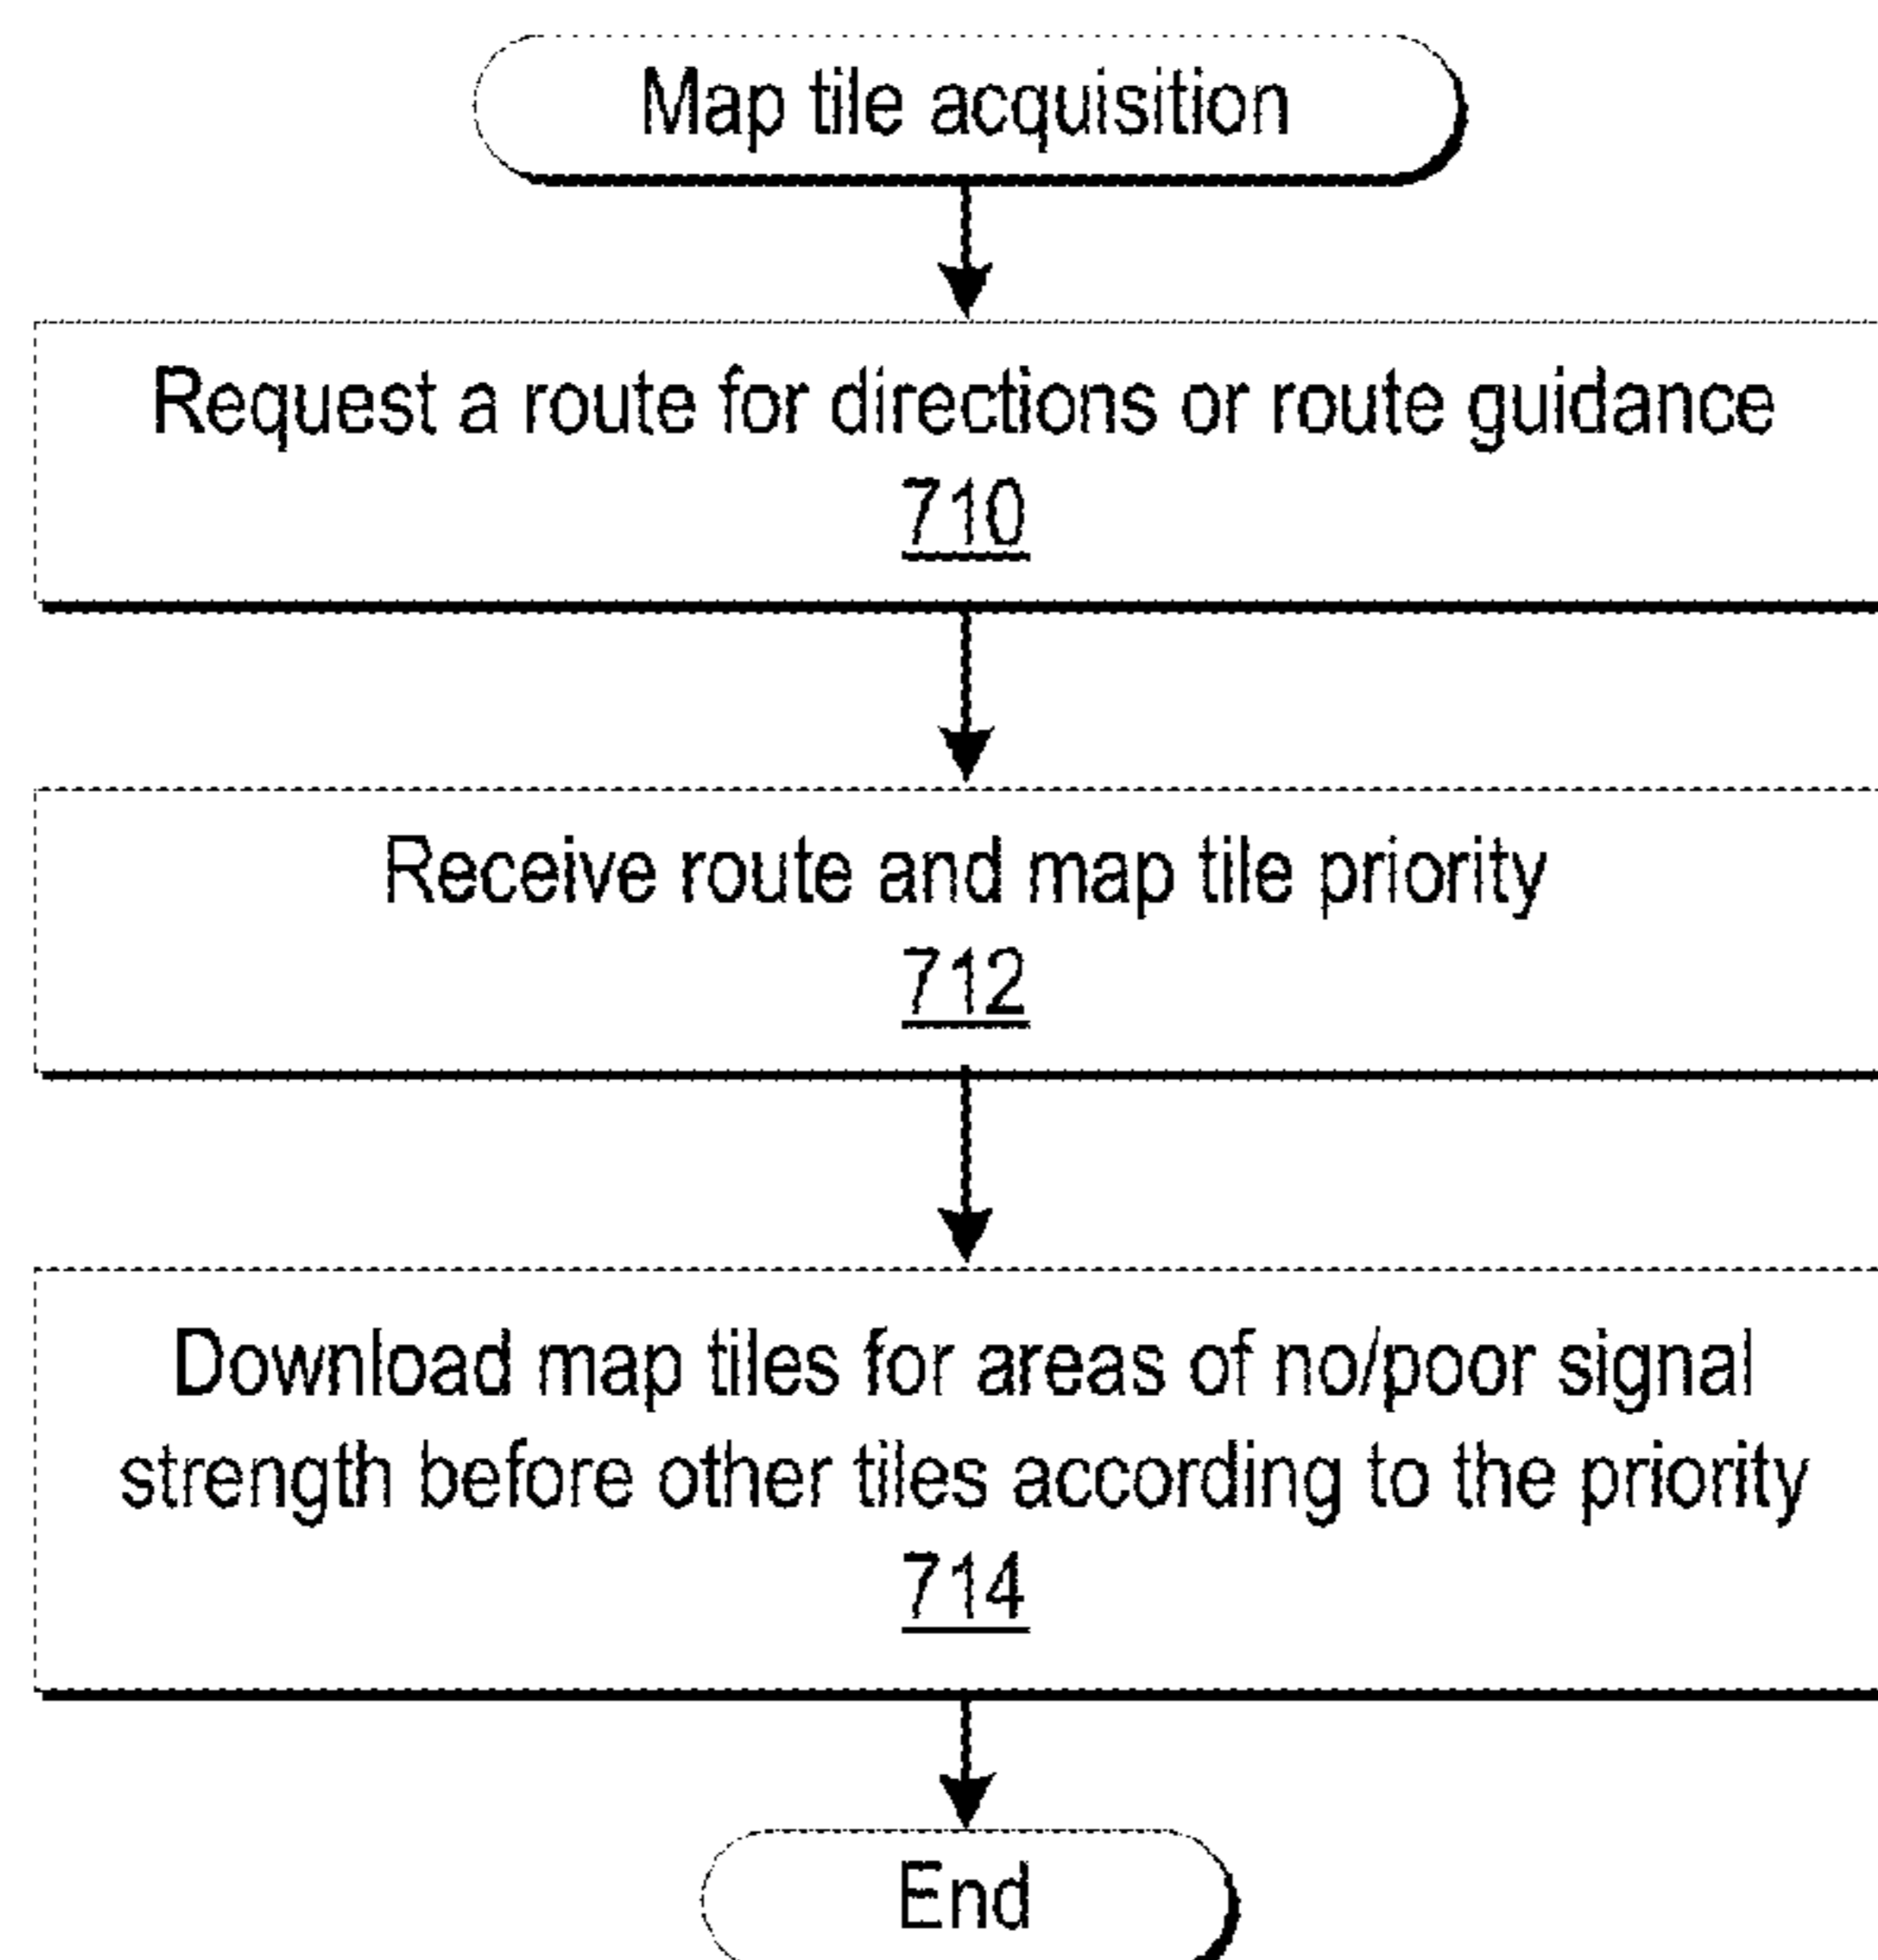 Map tile acquisition
Request a route for directions or route guidance
710
Receive route and map tile priority
712
Download map tiles for areas of no/poor signal
strength before other tiles according to the priority
714
End